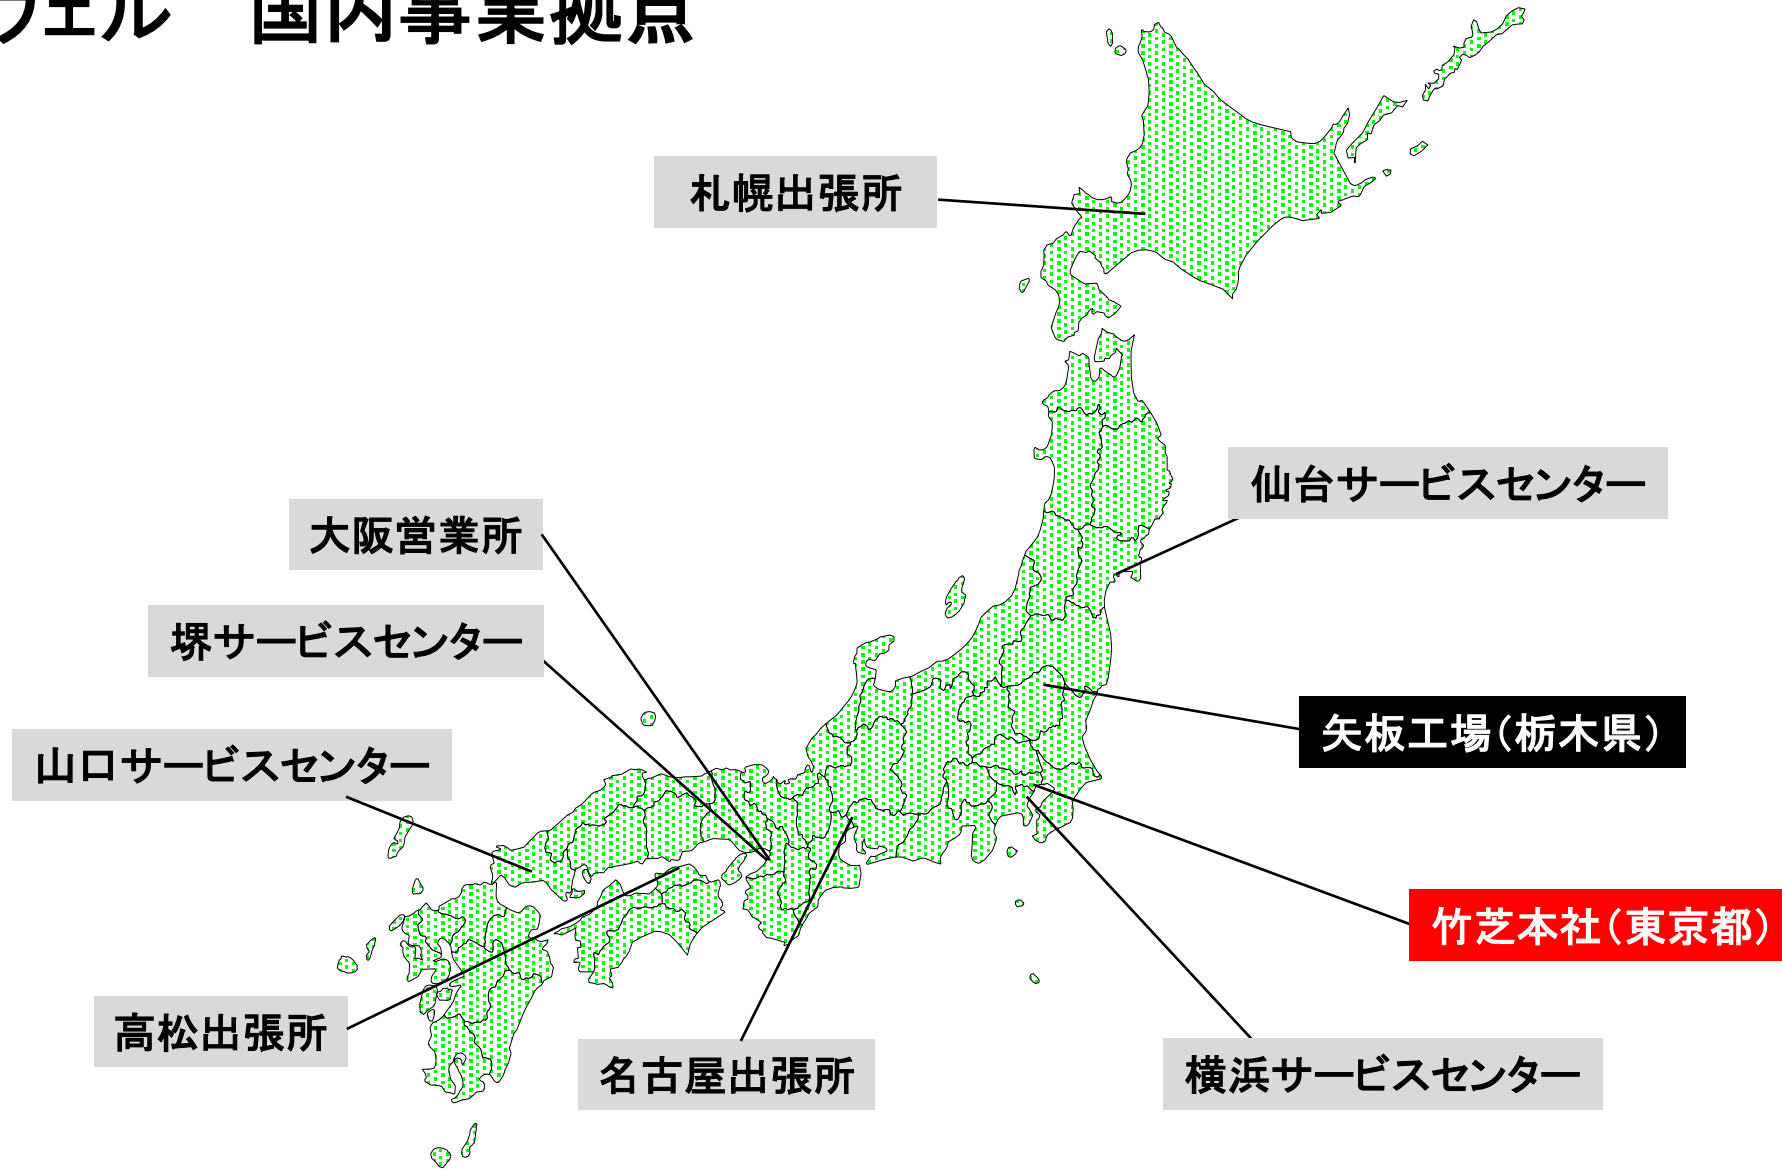 ウェル　国内事業拠点
札幌出張所
仙台サービスセンター
大阪営業所
堺サービスセンター
矢板工場（栃木県）
山口サービスセンター
竹芝本社（東京都）
高松出張所
名古屋出張所
横浜サービスセンター